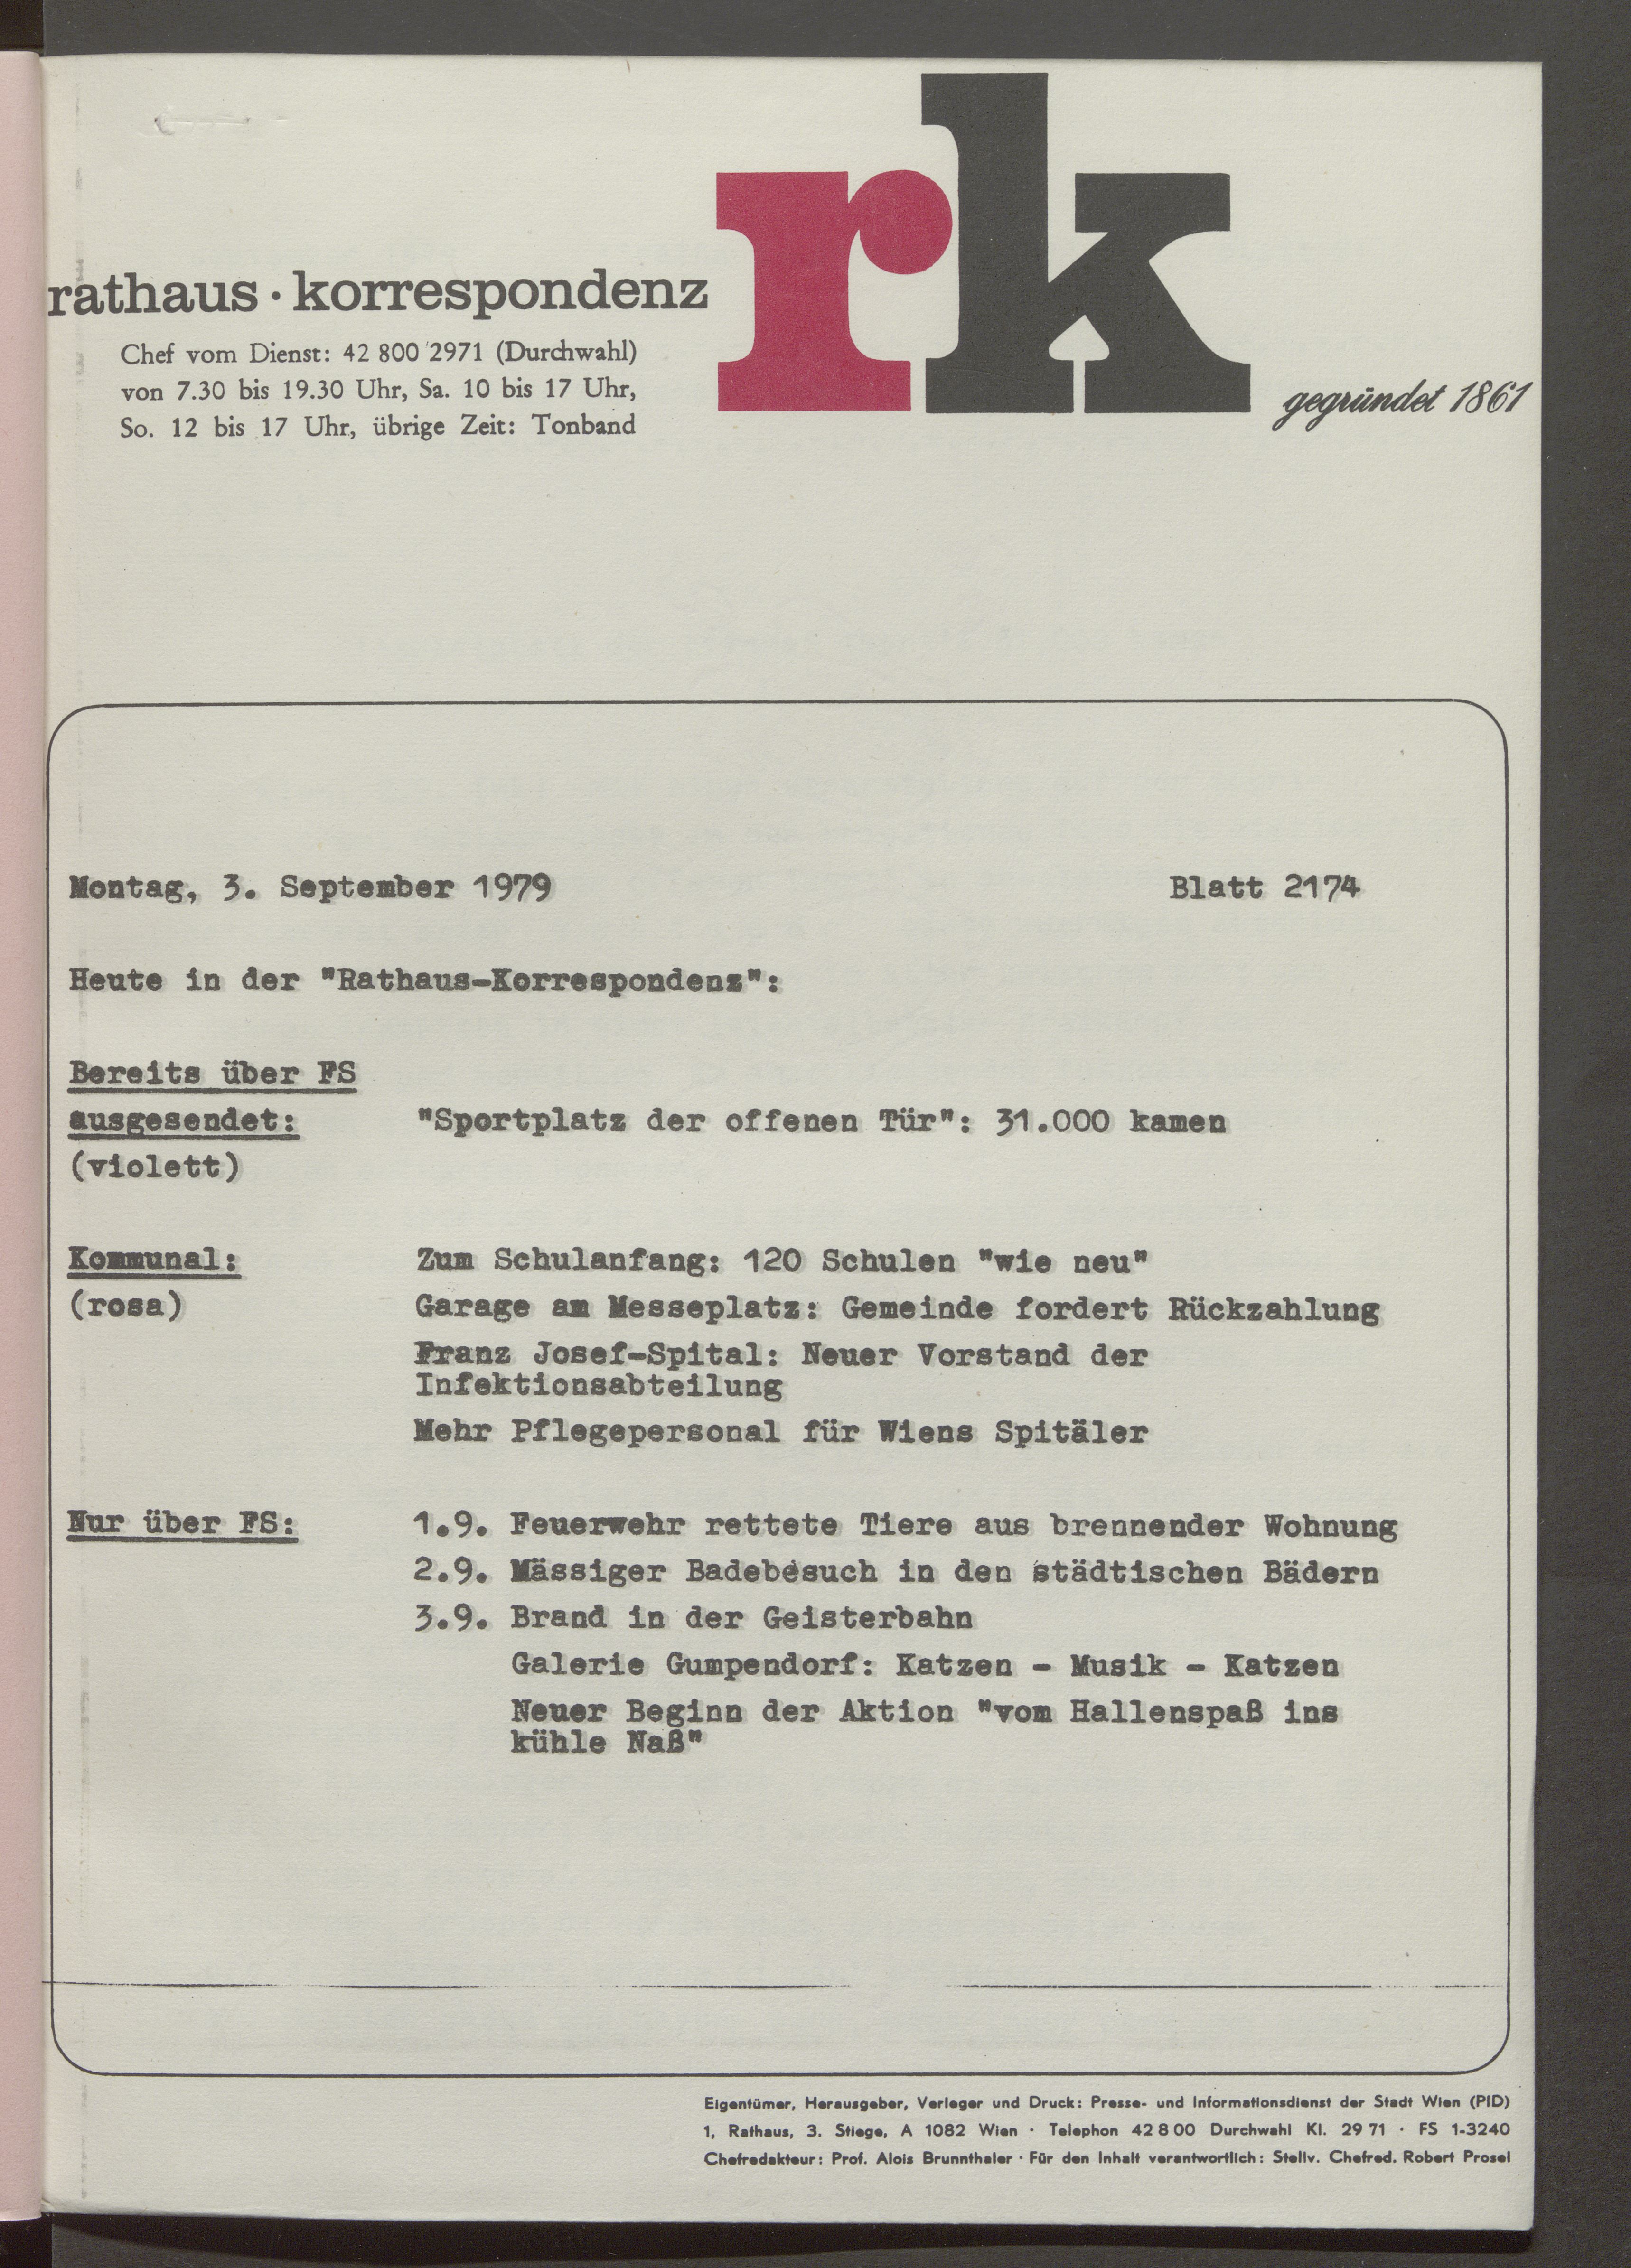 rk
rathaus · korrespondenz
Chef vom Dienst: 42 800 2971 (Durchwahl)
von 7.30 bis 19.30 Uhr, Sa. 10 bis 17 Uhr,
So. 12 bis 17 Uhr, übrige Zeit: Tonband
gegründet 1861
Montag, 3. September 1979 Blatt 2174
Heute in der "Rathaus-Korrespondenz":
Bereits über FS
ausgesendet: "Sportplatz der offenen Tür": 31.000 kamen
(violett)
Kommunal: Zum Schulanfang: 120 Schulen "wie neu"
(rosa) Garage am Messeplatz: Gemeinde fordert Rückzahlung
Franz Josef-Spital: Neuer Vorstand der
Infektionsabteilung
Mehr Pflegepersonal für Wiens Spitäler
Nur über FS: 1.9. Feuerwehr rettete Tiere aus brennender Wohnung
2.9. Mässiger Badebesuch in den städtischen Bädern
3.9. Brand in der Geisterbahn
Galerie Gumpendorf: Katzen - Musik - Katzen
Neuer Beginn der Aktion "vom Hallenspaß ins
kühle Naß"
Eigentümer, Herausgeber, Verleger und Druck: Presse- und Informationsdienst der Stadt Wien (PID)
1, Rathaus, 3. Stiege, A 1082 Wien · Telephon 42 8 00 Durchwahl Kl. 29 71 · FS 1-3240
Chefredakteur: Prof. Alois Brunnthaler · Für den Inhalt verantwortlich: Stellv. Chefred. Robert Prosel